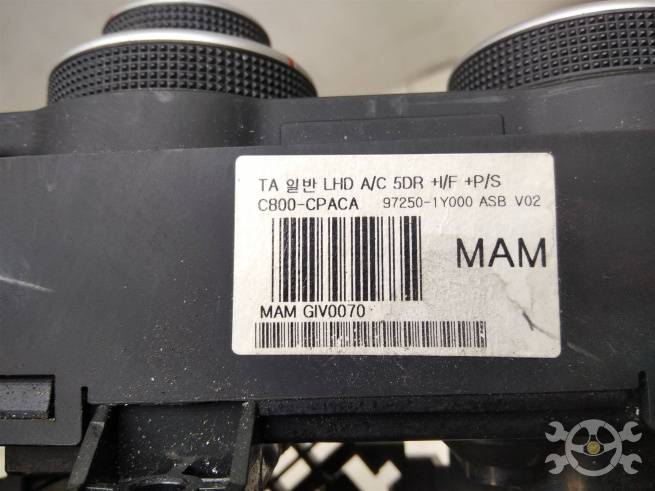 TA 일반 LHD A/C 5DR +I/F +P/S
C800-CPACA 97250-1Y000 ASB V02
MAM
MAM GIV0070